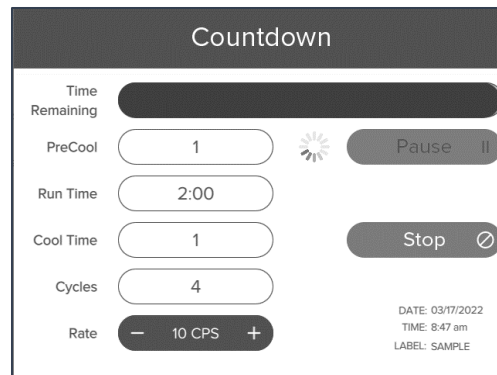 Countdown
Time
Remaining
PreCool 1 Pause
Run Time 2:00
Cool Time 1 Stop
Cycles 4
Rate − 10 CPS +
DATE: 03/17/2022
TIME: 8:47 am
LABEL: SAMPLE